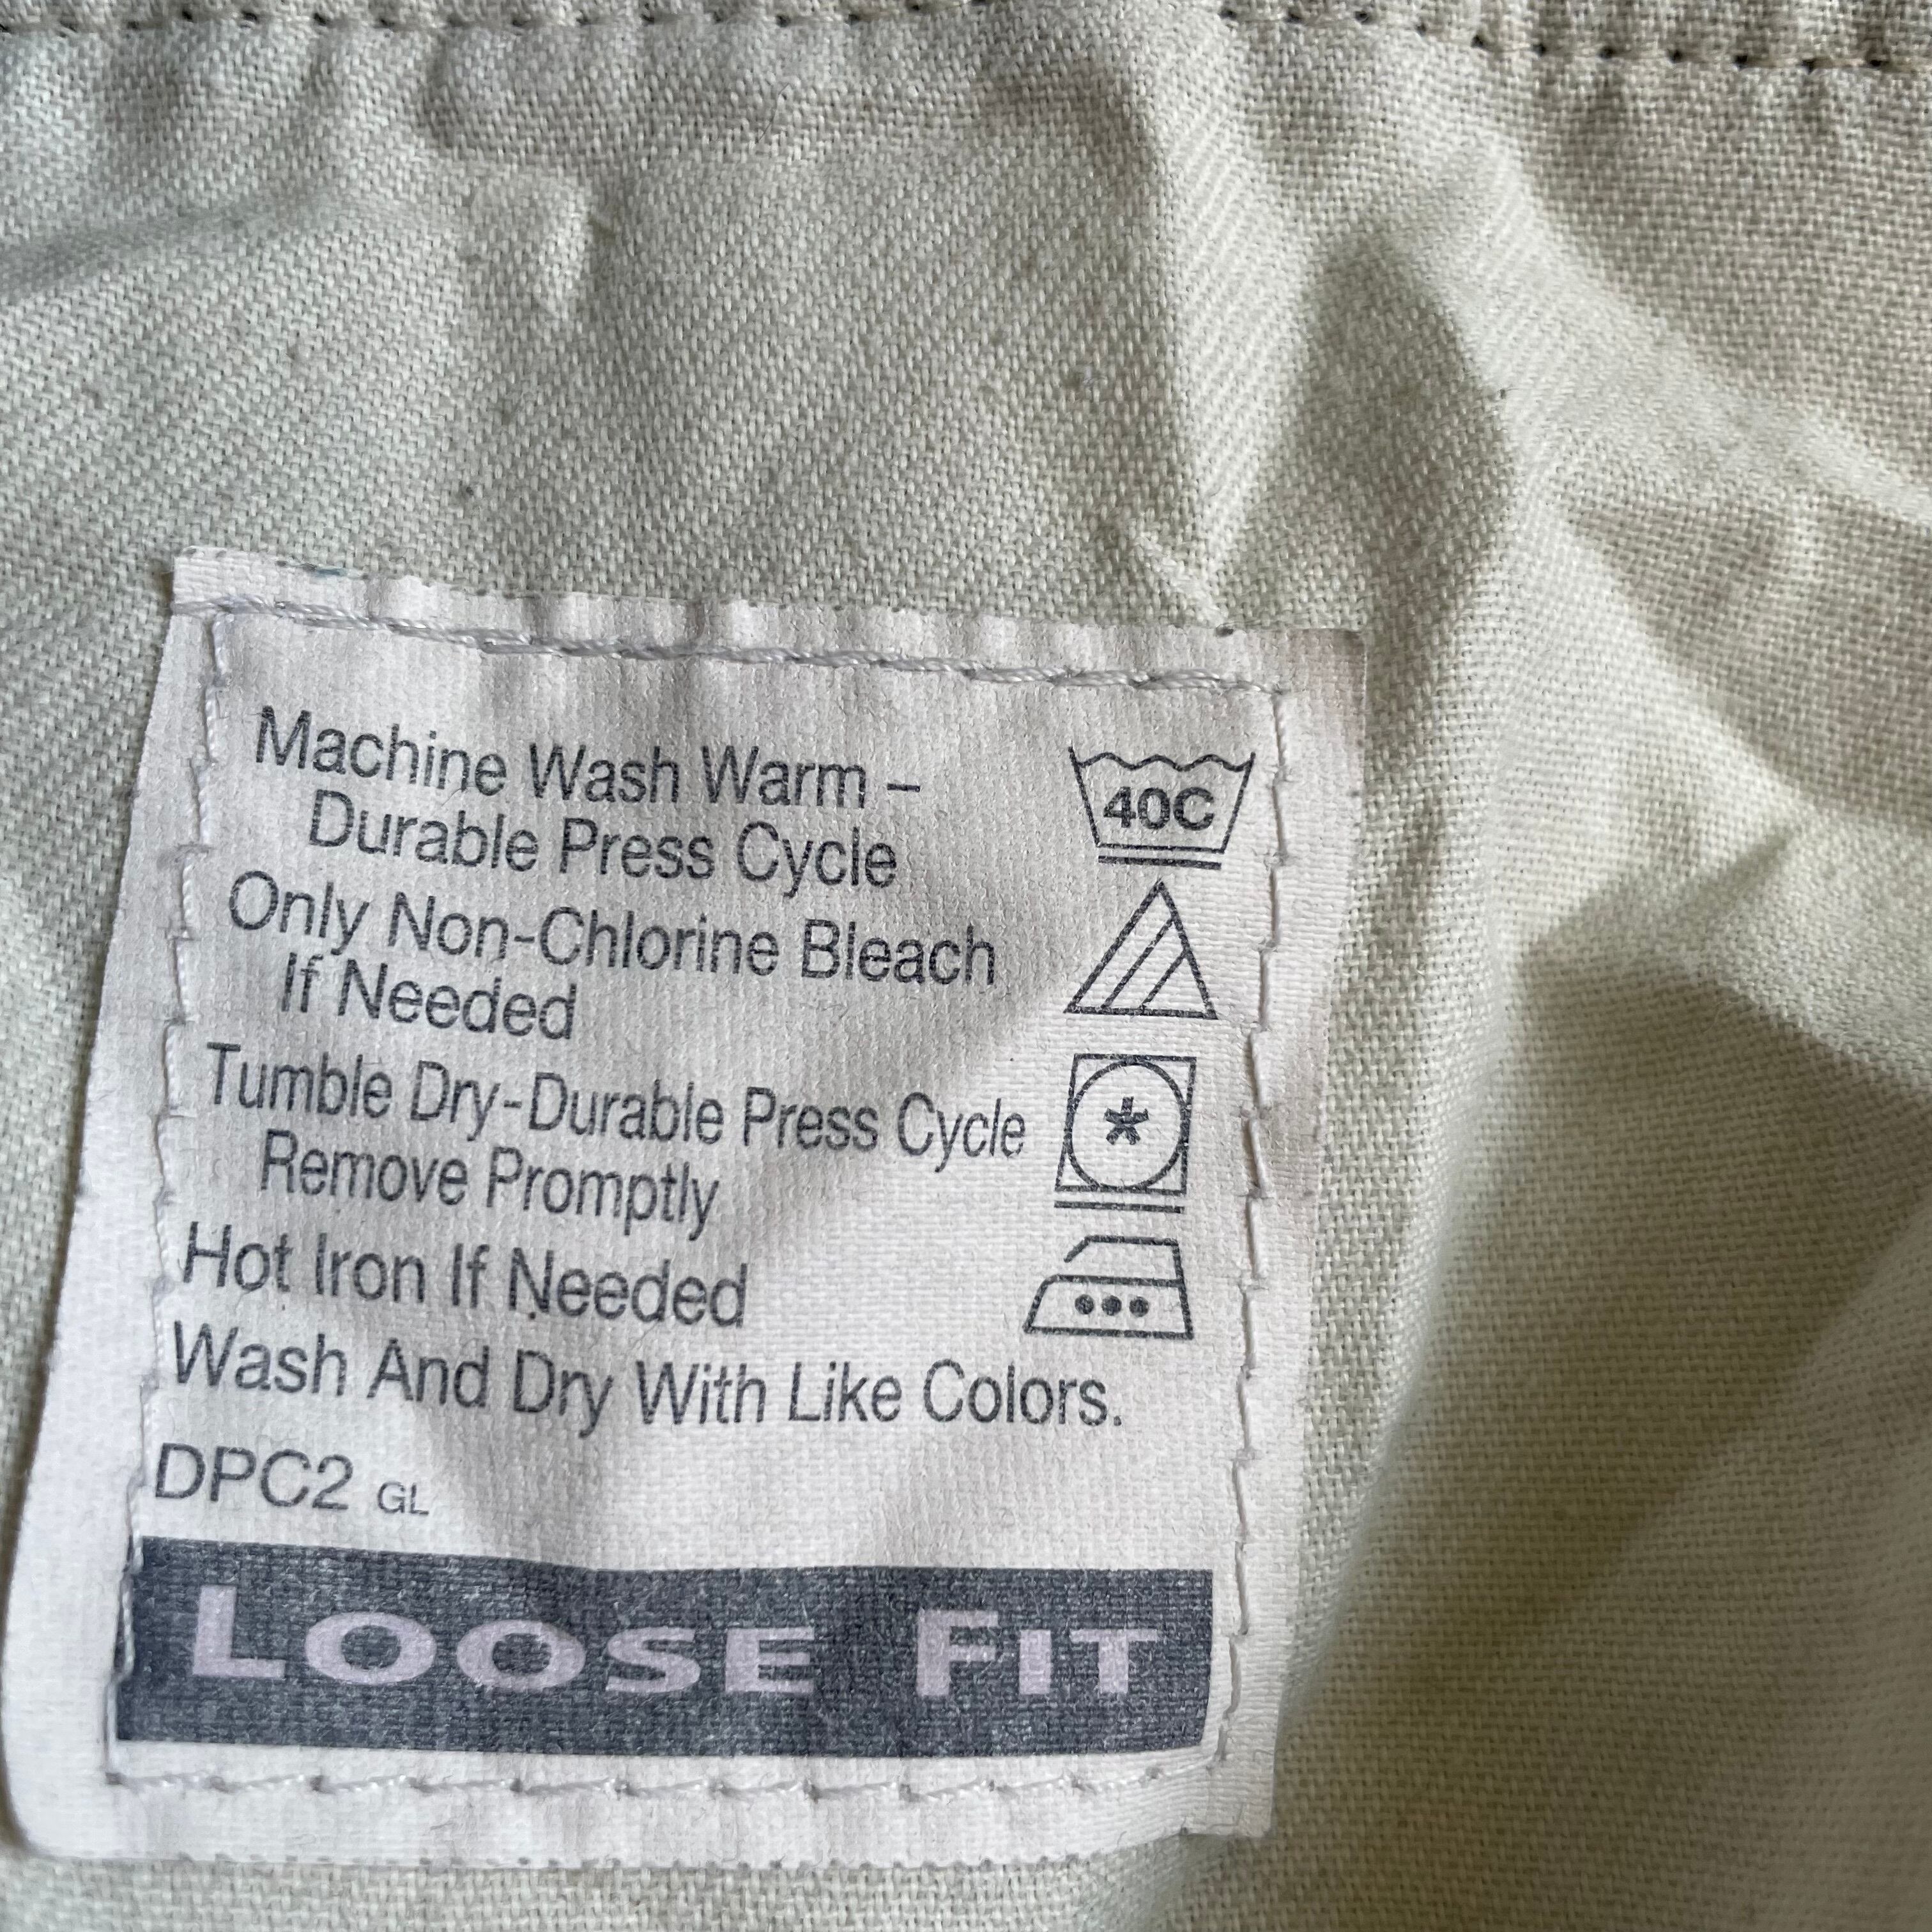 Machine Wash Warm –
Durable Press Cycle
40C
Only Non-Chlorine Bleach
If Needed
Tumble Dry-Durable Press Cycle
Remove Promptly
Hot Iron If Needed
Wash And Dry With Like Colors.
DPC2 GL
LOOSE FIT